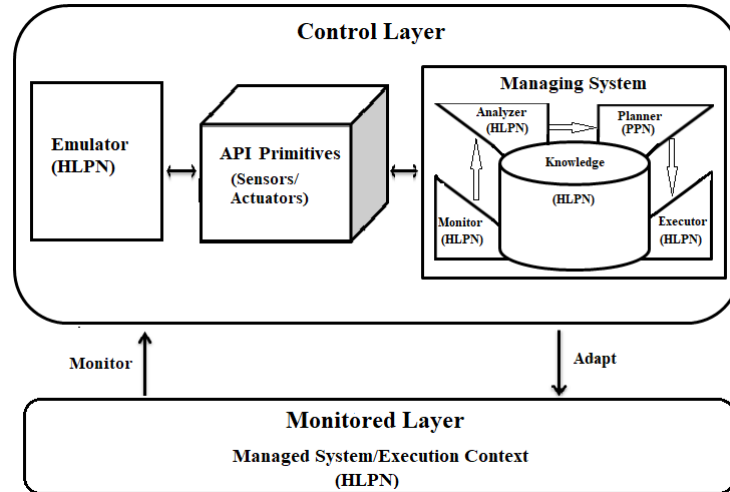 Control Layer
Emulator
(HLPN)
API Primitives
(Sensors/
Actuators)
Managing System
Analyzer
(HLPN)
Planner
(PPN)
Knowledge
(HLPN)
Monitor
(HLPN)
Executor
(HLPN)
Monitor
Adapt
Monitored Layer
Managed System/Execution Context
(HLPN)